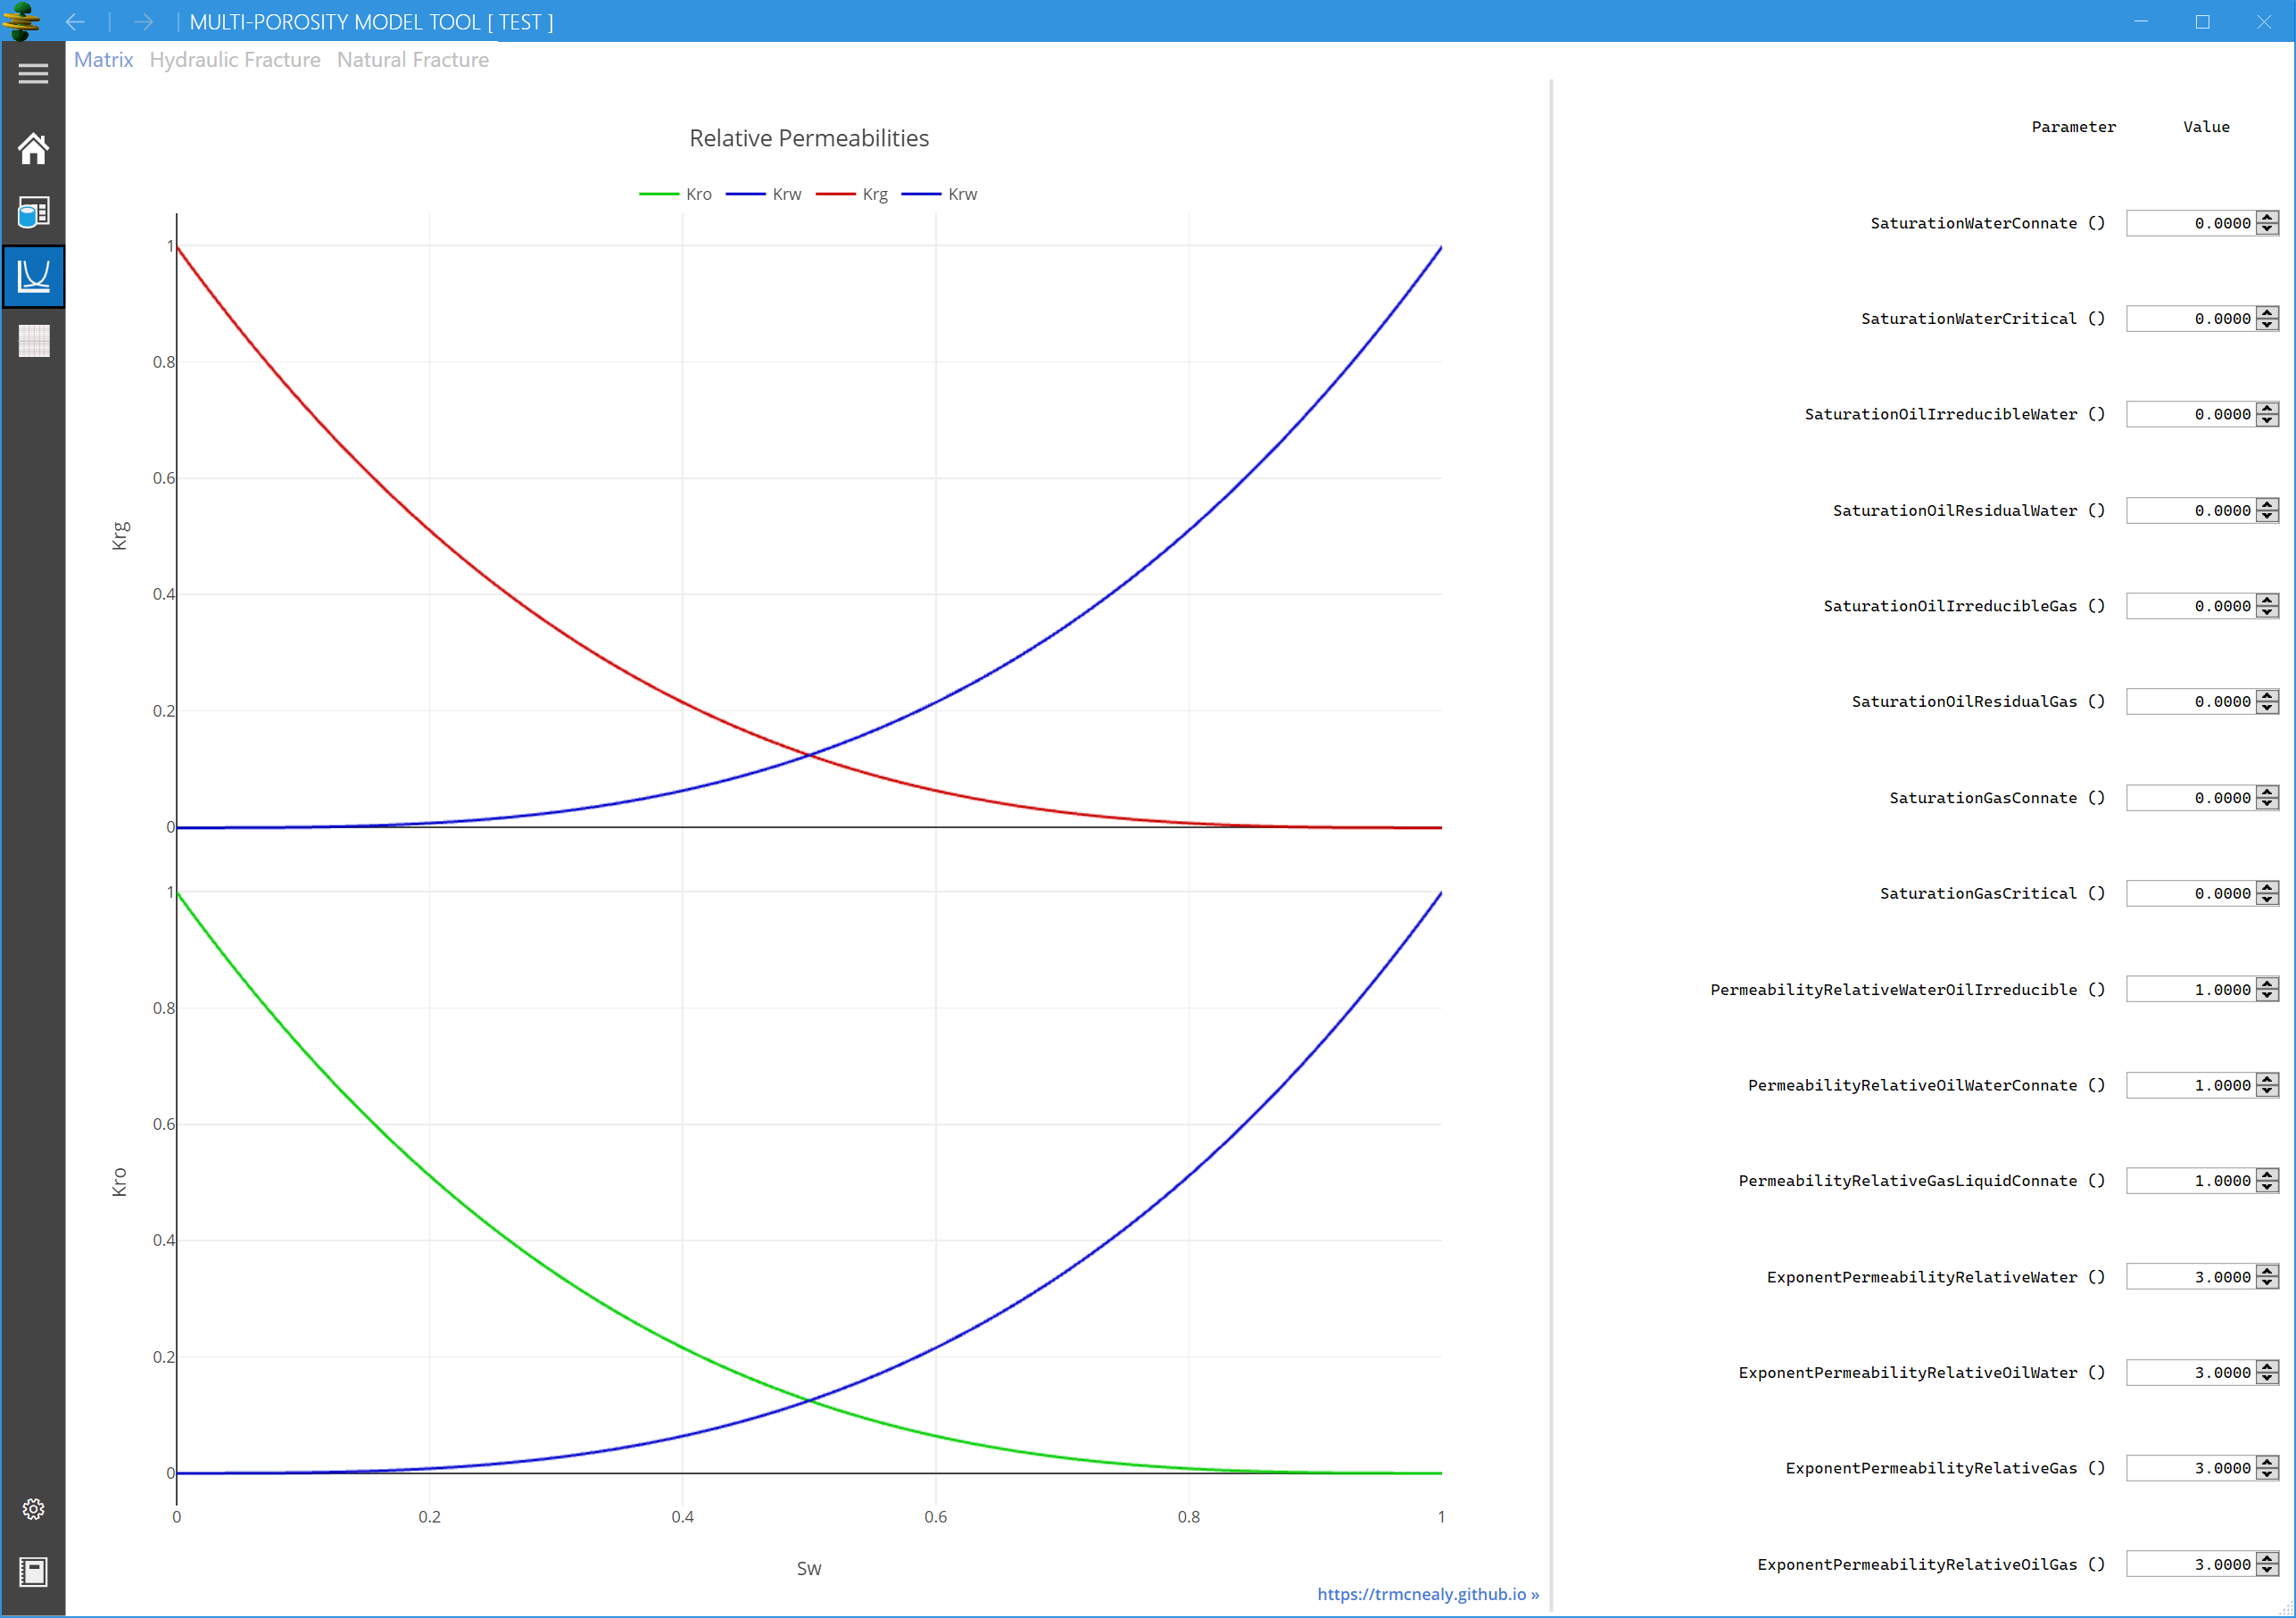 MULTI-POROSITY MODEL TOOL [ TEST ]
Matrix Hydraulic Fracture Natural Fracture
Relative Permeabilities
Kro Krw Krg Krw
1
0.8
0.6
0.4
0.2
0
Krg
1
0.8
0.6
0.4
0.2
0
Kro
0 0.2 0.4 0.6 0.8 1
Sw
https://trmcnealy.github.io »
Parameter Value
SaturationWaterConnate () 0.0000
SaturationWaterCritical () 0.0000
SaturationOilIrreducibleWater () 0.0000
SaturationOilResidualWater () 0.0000
SaturationOilIrreducibleGas () 0.0000
SaturationOilResidualGas () 0.0000
SaturationGasConnate () 0.0000
SaturationGasCritical () 0.0000
PermeabilityRelativeWaterOilIrreducible () 1.0000
PermeabilityRelativeOilWaterConnate () 1.0000
PermeabilityRelativeGasLiquidConnate () 1.0000
ExponentPermeabilityRelativeWater () 3.0000
ExponentPermeabilityRelativeOilWater () 3.0000
ExponentPermeabilityRelativeGas () 3.0000
ExponentPermeabilityRelativeOilGas () 3.0000